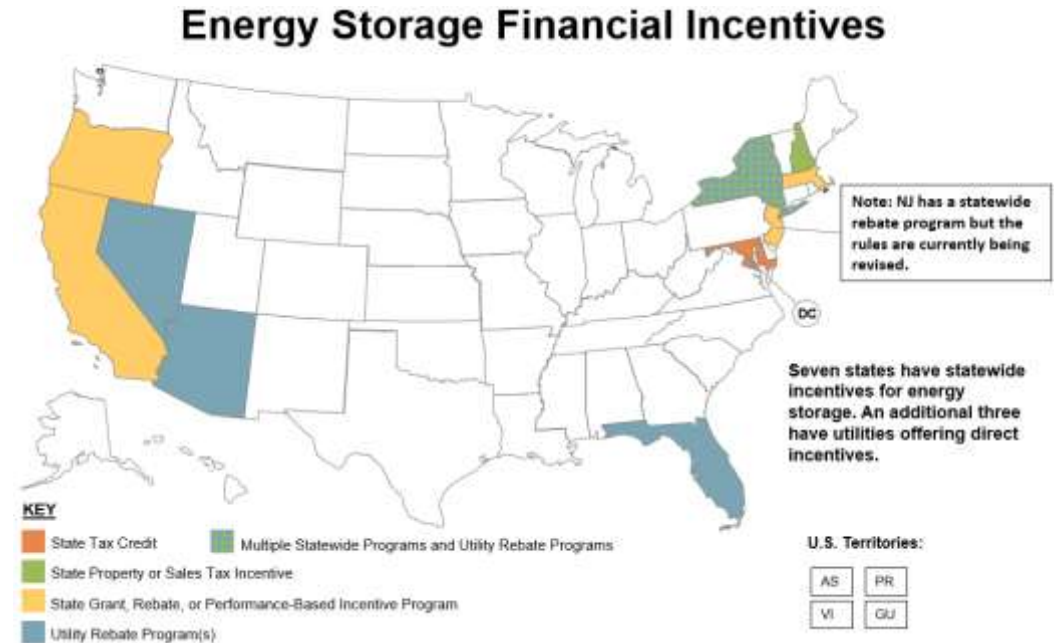 Energy Storage Financial Incentives
Note: NJ has a statewide
rebate program but the
rules are currently being
revised.
DC
Seven states have statewide
incentives for energy
storage. An additional three
have utilities offering direct
incentives.
KEY
State Tax Credit
Multiple Statewide Programs and Utility Rebate Programs
State Property or Sales Tax Incentive
State Grant, Rebate, or Performance-Based Incentive Program
Utility Rebate Program(s)
U.S. Territories:
AS PR
VI GU